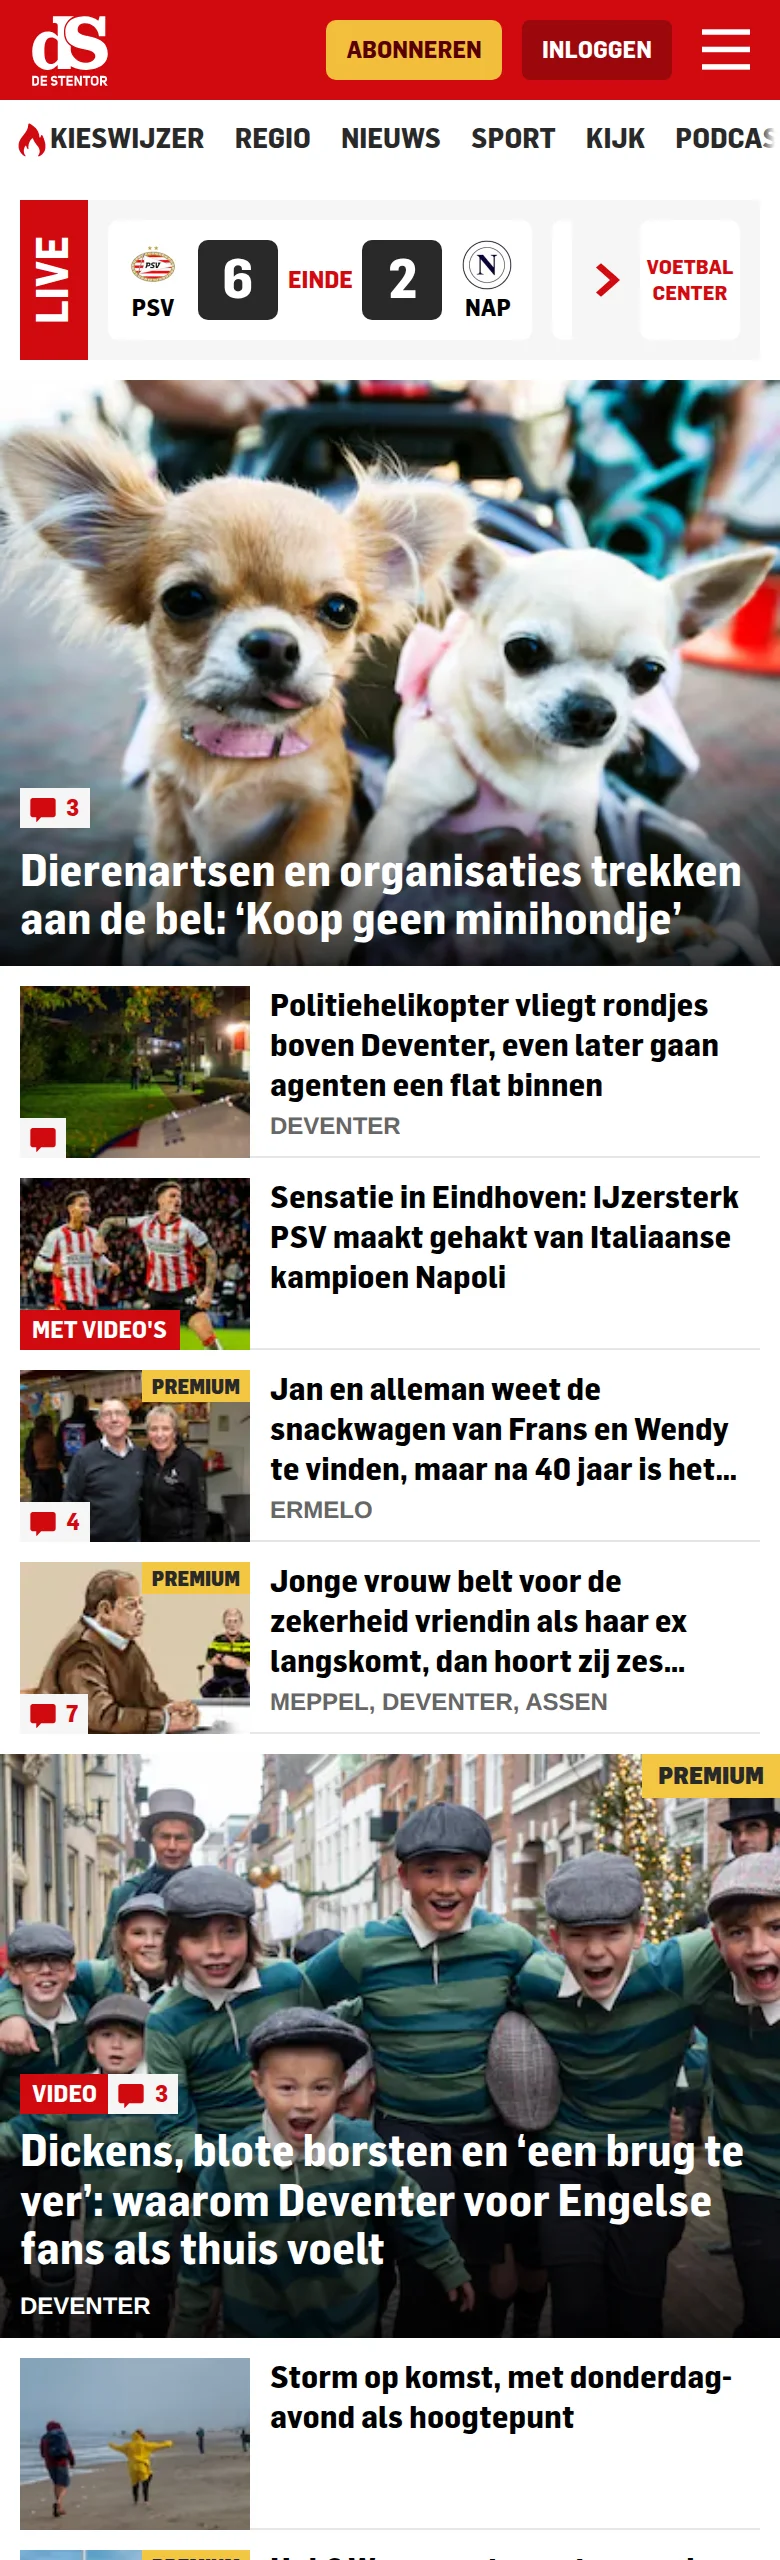 dS
DE STENTOR
ABONNEREN
INLOGGEN
KIESWIJZER REGIO NIEUWS SPORT KIJK PODCAS
LIVE
PSV
6 EINDE 2
N
PSV
NAP
VOETBAL
CENTER
3
Dierenartsen en organisaties trekken
aan de bel: ‘Koop geen minihondje’
Politiehelikopter vliegt rondjes
boven Deventer, even later gaan
agenten een flat binnen
DEVENTER
Sensatie in Eindhoven: IJzersterk
PSV maakt gehakt van Italiaanse
kampioen Napoli
MET VIDEO'S
PREMIUM
Jan en alleman weet de
snackwagen van Frans en Wendy
te vinden, maar na 40 jaar is het...
ERMELO
4
PREMIUM
Jonge vrouw belt voor de
zekerheid vriendin als haar ex
langskomt, dan hoort zij zes...
MEPPEL, DEVENTER, ASSEN
7
PREMIUM
VIDEO 3
Dickens, blote borsten en ‘een brug te
ver’: waarom Deventer voor Engelse
fans als thuis voelt
DEVENTER
Storm op komst, met donderdag-
avond als hoogtepunt